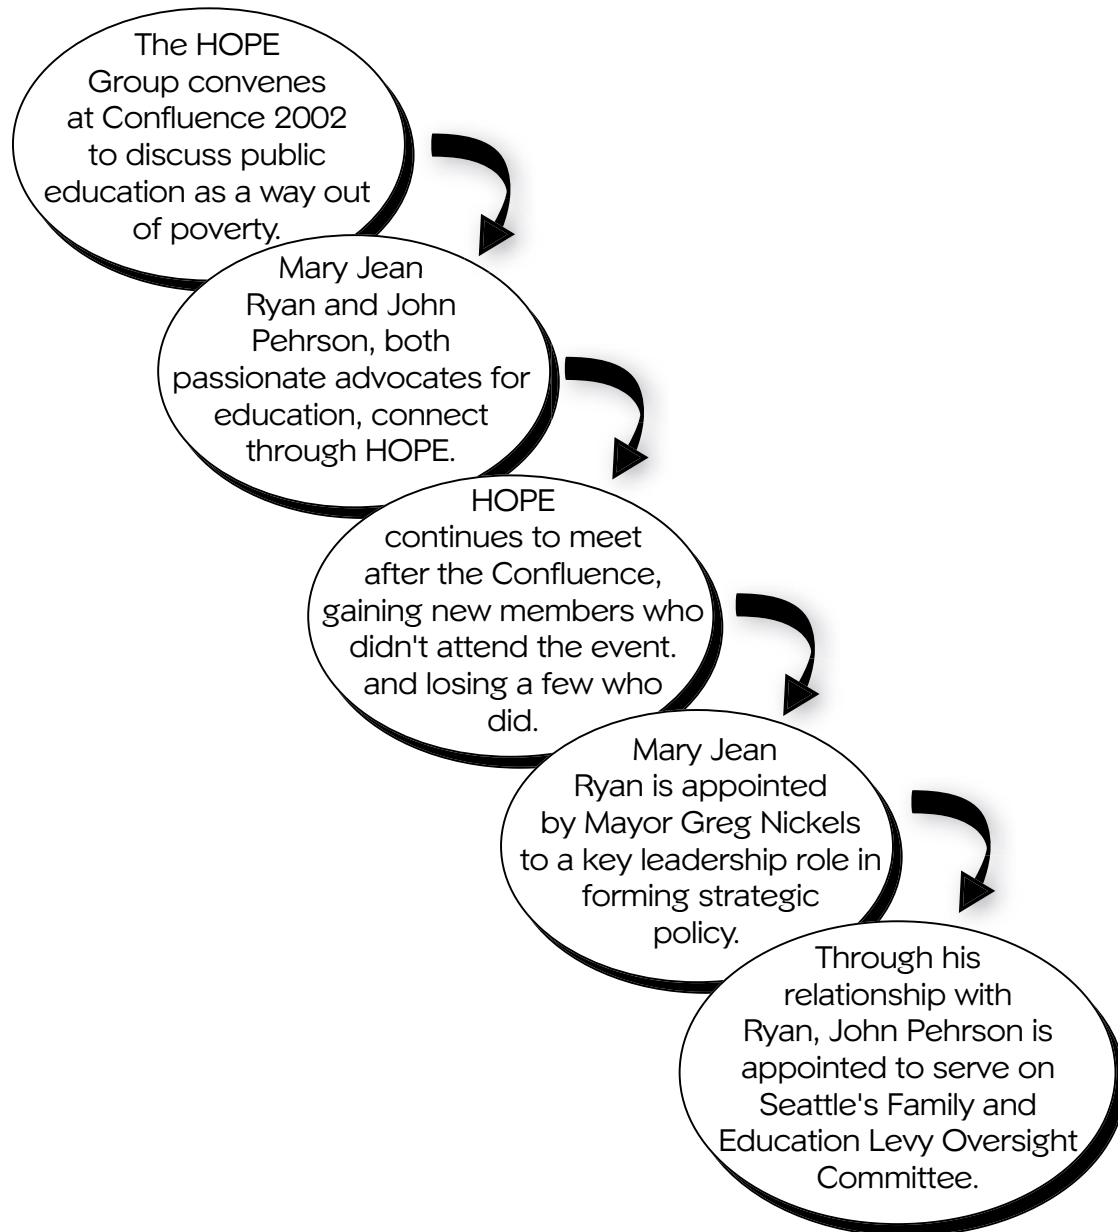 The HOPE
Group convenes
at Confluence 2002
to discuss public
education as a way out
of poverty.
Mary Jean
Ryan and John
Pehrson, both
passionate advocates for
education, connect
through HOPE.
HOPE
continues to meet
after the Confluence,
gaining new members who
didn't attend the event.
and losing a few who
did.
Mary Jean
Ryan is appointed
by Mayor Greg Nickels
to a key leadership role in
forming strategic
policy.
Through his
relationship with
Ryan, John Pehrson is
appointed to serve on
Seattle's Family and
Education Levy Oversight
Committee.